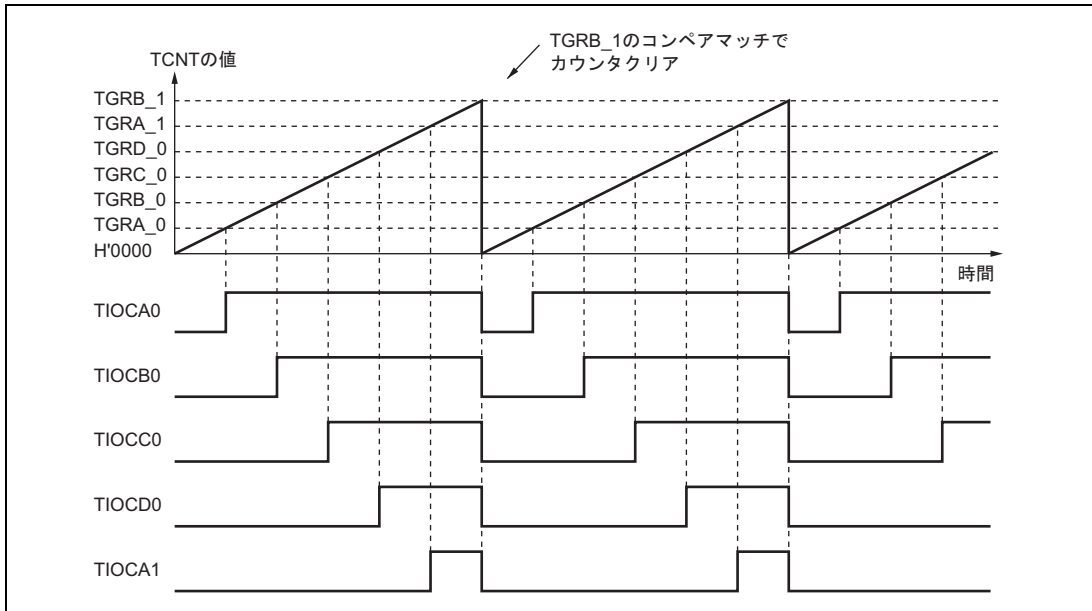 TGRB_1のコンペアマッチで
カウンタクリア
TCNTの値
TGRB_1
TGRA_1
TGRD_0
TGRC_0
TGRB_0
TGRA_0
H'0000
時間
TIOCA0
TIOCB0
TIOCC0
TIOCD0
TIOCA1